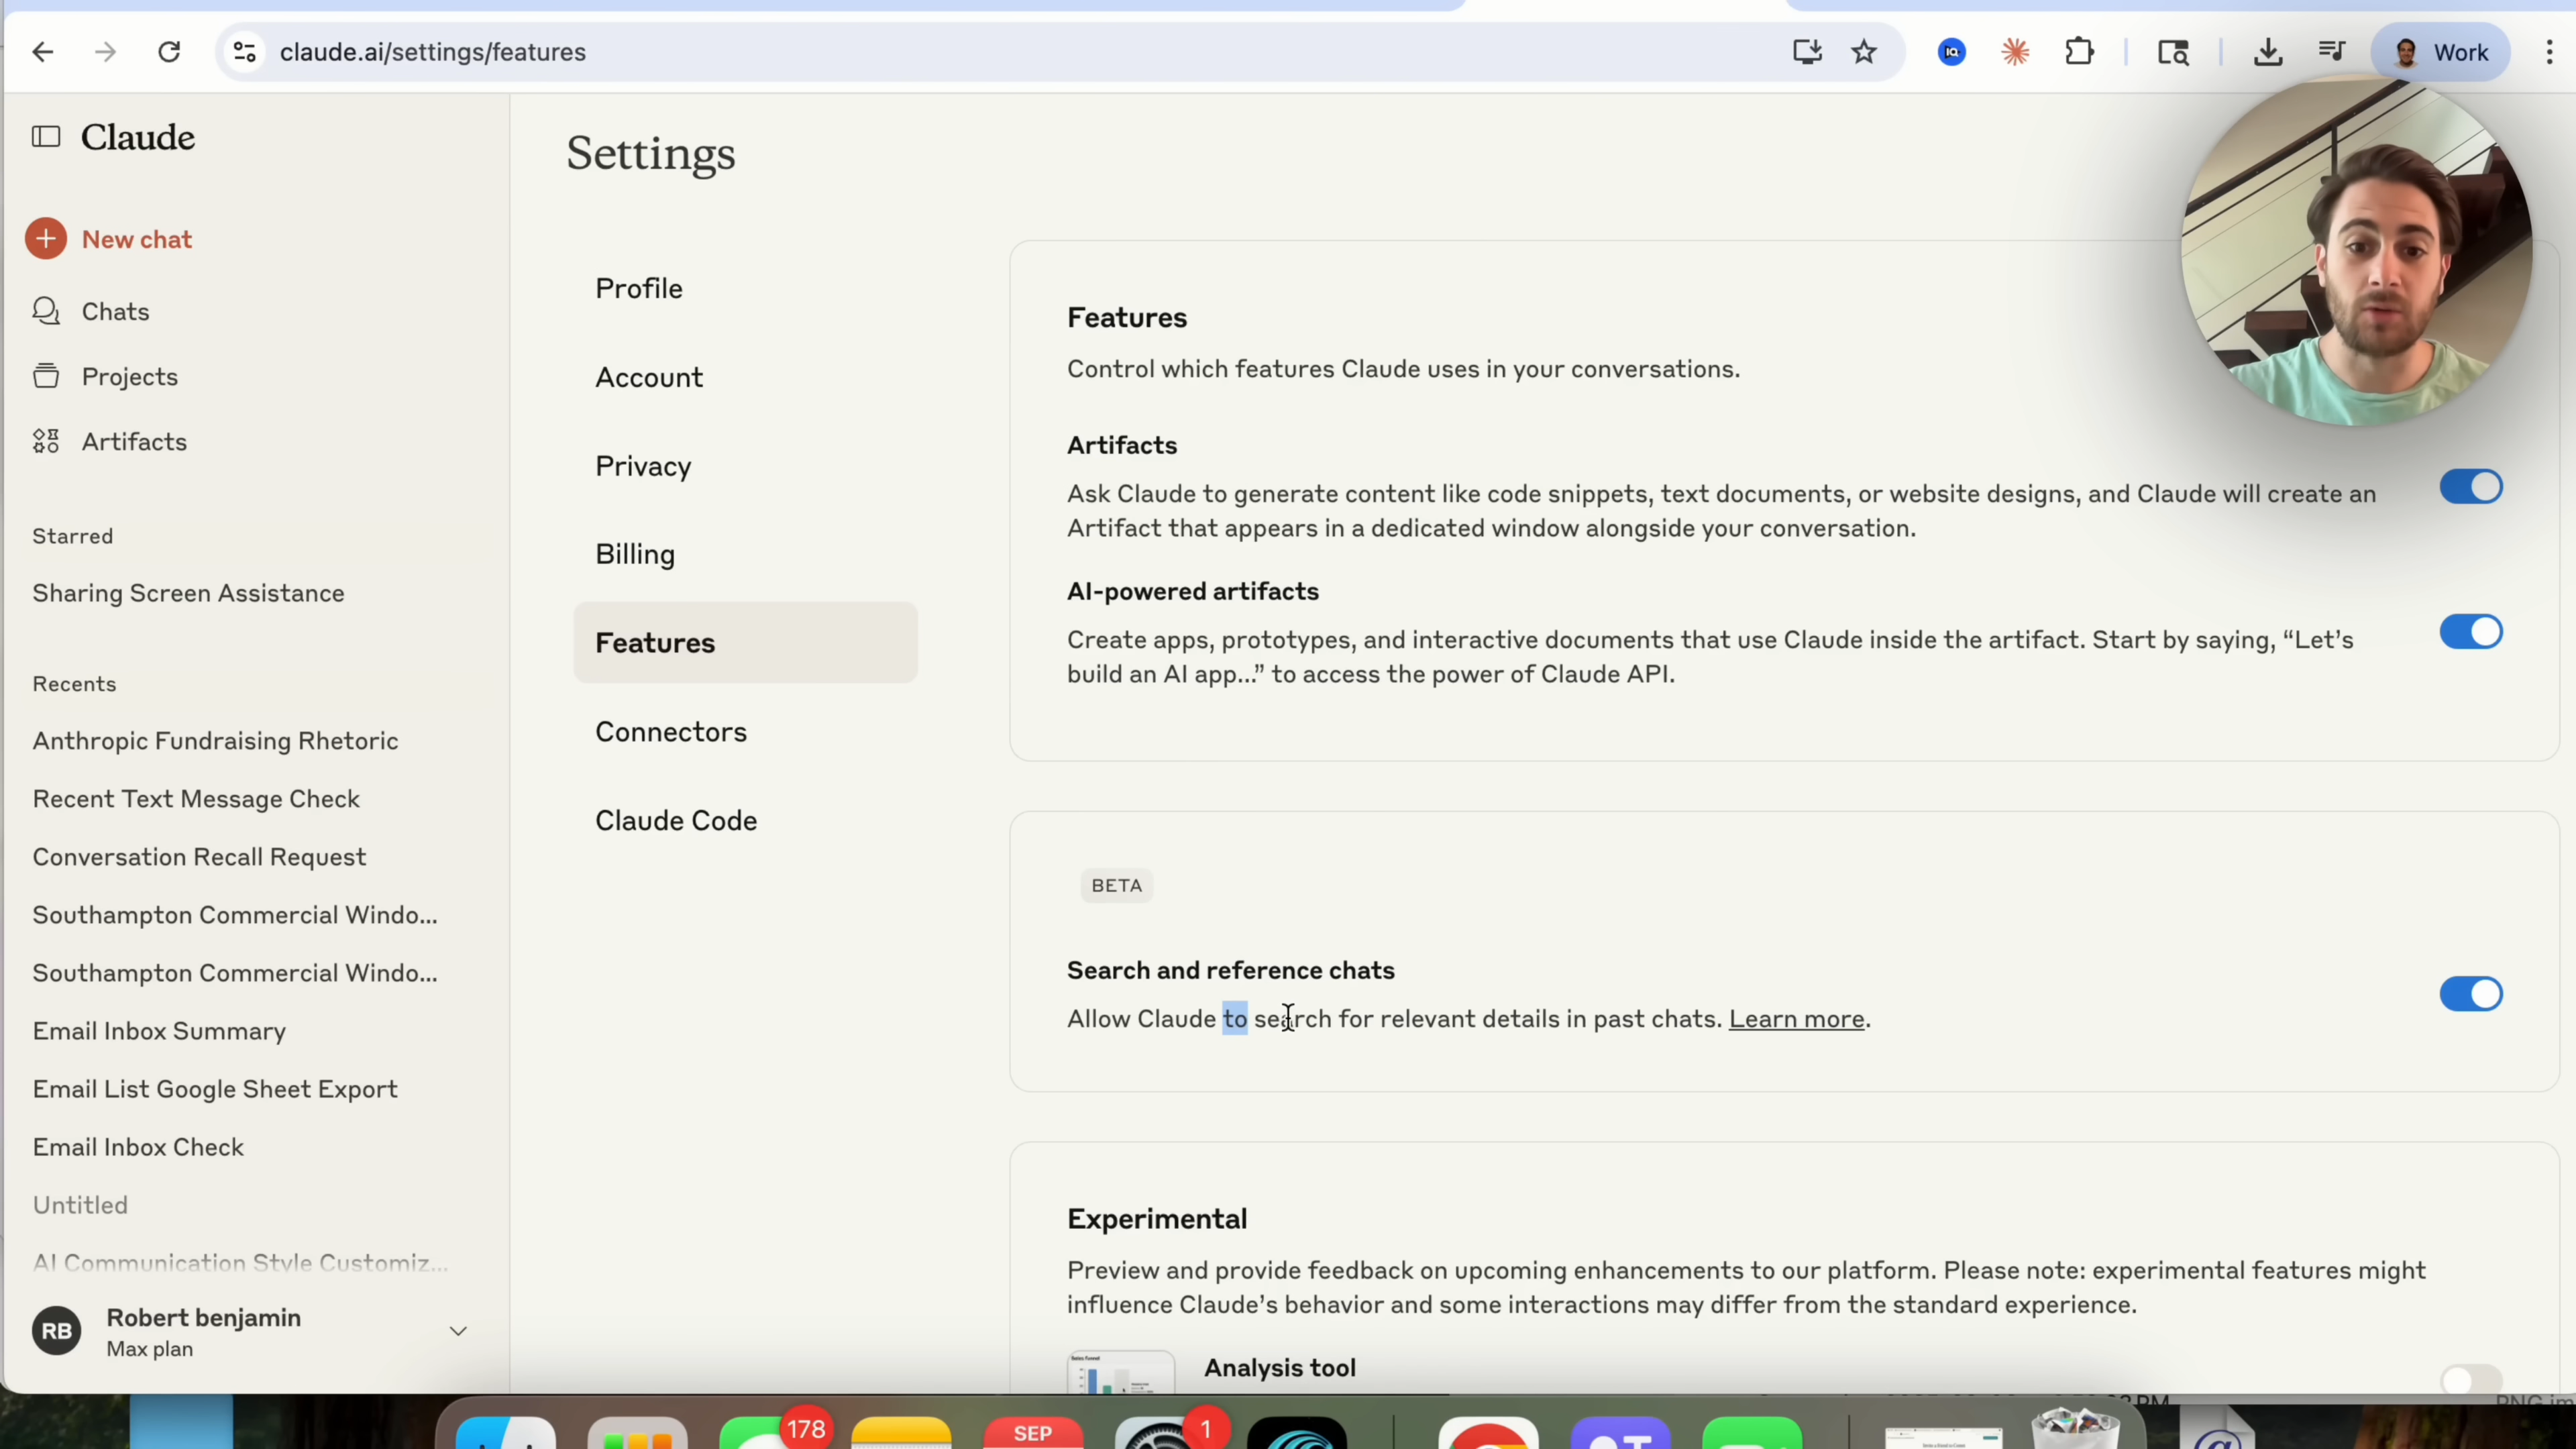 claude.ai/settings/features
Work
Claude
New chat
Chats
Projects
Artifacts
Starred
Sharing Screen Assistance
Recents
Anthropic Fundraising Rhetoric
Recent Text Message Check
Conversation Recall Request
Southampton Commercial Windo...
Southampton Commercial Windo...
Email Inbox Summary
Email List Google Sheet Export
Email Inbox Check
Untitled
AI Communication Style Customiz...
RB
Robert benjamin
Max plan
Settings
Profile
Account
Privacy
Billing
Features
Connectors
Claude Code
Features
Control which features Claude uses in your conversations.
Artifacts
Ask Claude to generate content like code snippets, text documents, or website designs, and Claude will create an
Artifact that appears in a dedicated window alongside your conversation.
AI-powered artifacts
Create apps, prototypes, and interactive documents that use Claude inside the artifact. Start by saying, “Let’s
build an AI app...” to access the power of Claude API.
BETA
Search and reference chats
Allow Claude to search for relevant details in past chats. Learn more.
Experimental
Preview and provide feedback on upcoming enhancements to our platform. Please note: experimental features might
influence Claude’s behavior and some interactions may differ from the standard experience.
Analysis tool
178
SEP
1